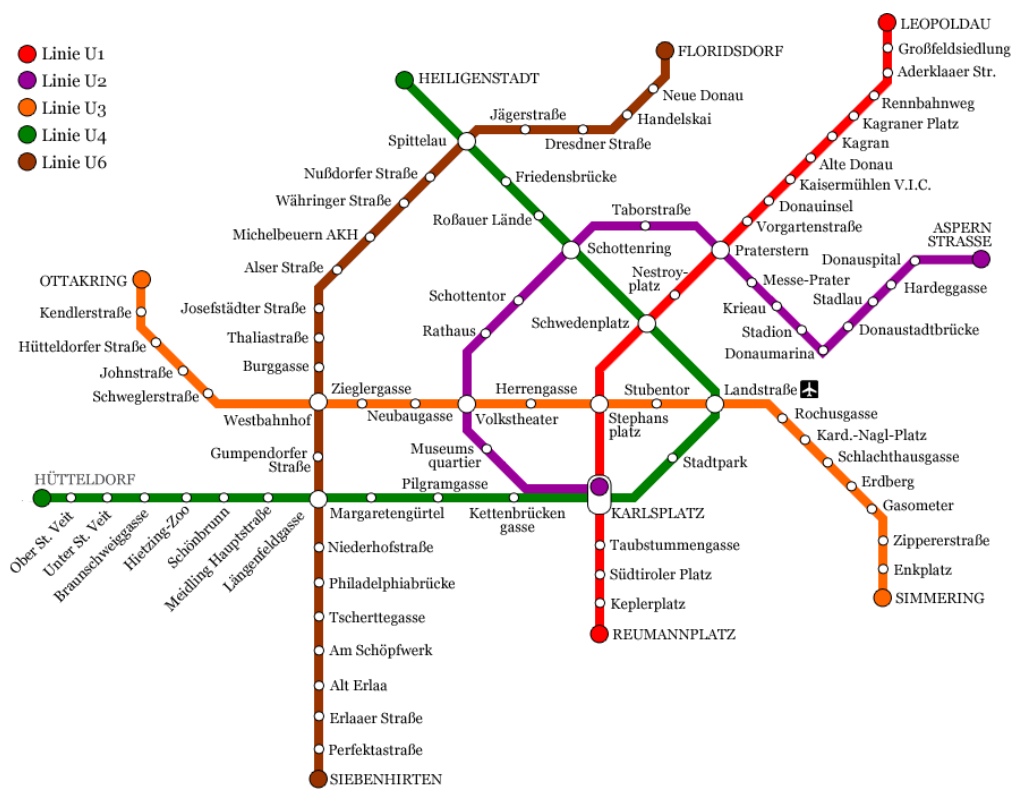 Linie U1
Linie U2
Linie U3
Linie U4
Linie U6
LEOPOLDAU
Großfeldsiedlung
Aderklaaer Str.
Rennbahnweg
Kagraner Platz
Kagran
Alte Donau
Kaisermühlen V.I.C.
Donauinsel
Vorgartenstraße
Praterstern
Nestroy-
platz
Schwedenplatz
Stephans
platz
KARLSPLATZ
Taubstummengasse
Südtiroler Platz
Keplerplatz
REUMANNPLATZ
FLORIDSDORF
Neue Donau
Handelskai
Dresdner Straße
Jägerstraße
Spittelau
Nußdorfer Straße
Währinger Straße
Michelbeuern AKH
Alser Straße
Josefstädter Straße
Thaliastraße
Burggasse
Westbahnhof
Gumpendorfer
Straße
Längenfeldgasse
Niederhofstraße
Philadelphiabrücke
Tscherttegasse
Am Schöpfwerk
Alt Erlaa
Erlaaer Straße
Perfektastraße
SIEBENHIRTEN
HEILIGENSTADT
Friedensbrücke
Roßauer Lände
Schottenring
Landstraße
Stadtpark
Kettenbrücken
gasse
Pilgramgasse
Margaretengürtel
Meidling Hauptstraße
Schönbrunn
Hietzing-Zoo
Braunschweiggasse
Unter St. Veit
Ober St. Veit
HÜTTELDORF
ASPERN
STRASSE
Hardeggasse
Donauspital
Stadlau
Donaustadtbrücke
Donaumarina
Stadion
Krieau
Messe-Prater
Taborstraße
Schottentor
Rathaus
Volkstheater
Museums
quartier
OTTAKRING
Kendlerstraße
Hütteldorfer Straße
Johnstraße
Schweglerstraße
Zieglergasse
Neubaugasse
Herrengasse
Stubentor
Rochusgasse
Kard.-Nagl-Platz
Schlachthausgasse
Erdberg
Gasometer
Zippererstraße
Enkplatz
SIMMERING